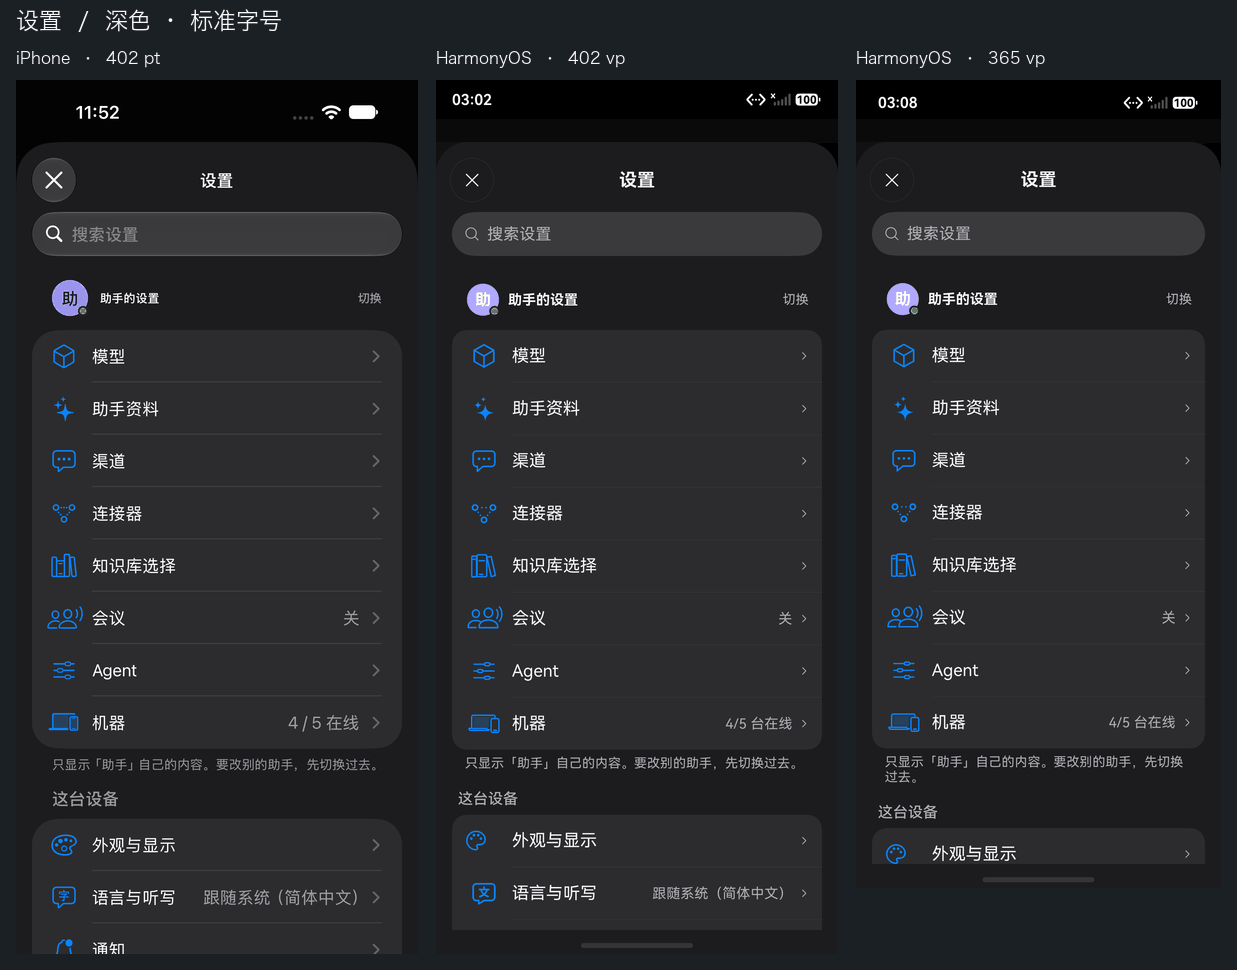 设置 / 深色 · 标准字号
iPhone · 402 pt
11:52
设置
搜索设置
助
助手的设置
切换
模型
助手资料
渠道
连接器
知识库选择
会议 关
Agent
机器 4 / 5 在线
只显示「助手」自己的内容。要改别的助手，先切换过去。
这台设备
外观与显示
字
语言与听写 跟随系统（简体中文）
通知
HarmonyOS · 402 vp
03:02
100
设置
搜索设置
助
助手的设置
切换
模型
助手资料
渠道
连接器
知识库选择
会议 关
Agent
机器 4/5 台在线
只显示「助手」自己的内容。要改别的助手，先切换过去。
这台设备
外观与显示
文
语言与听写 跟随系统（简体中文）
HarmonyOS · 365 vp
03:08
100
设置
搜索设置
助
助手的设置
切换
模型
助手资料
渠道
连接器
知识库选择
会议 关
Agent
机器 4/5 台在线
只显示「助手」自己的内容。要改别的助手，先切换
过去。
这台设备
外观与显示